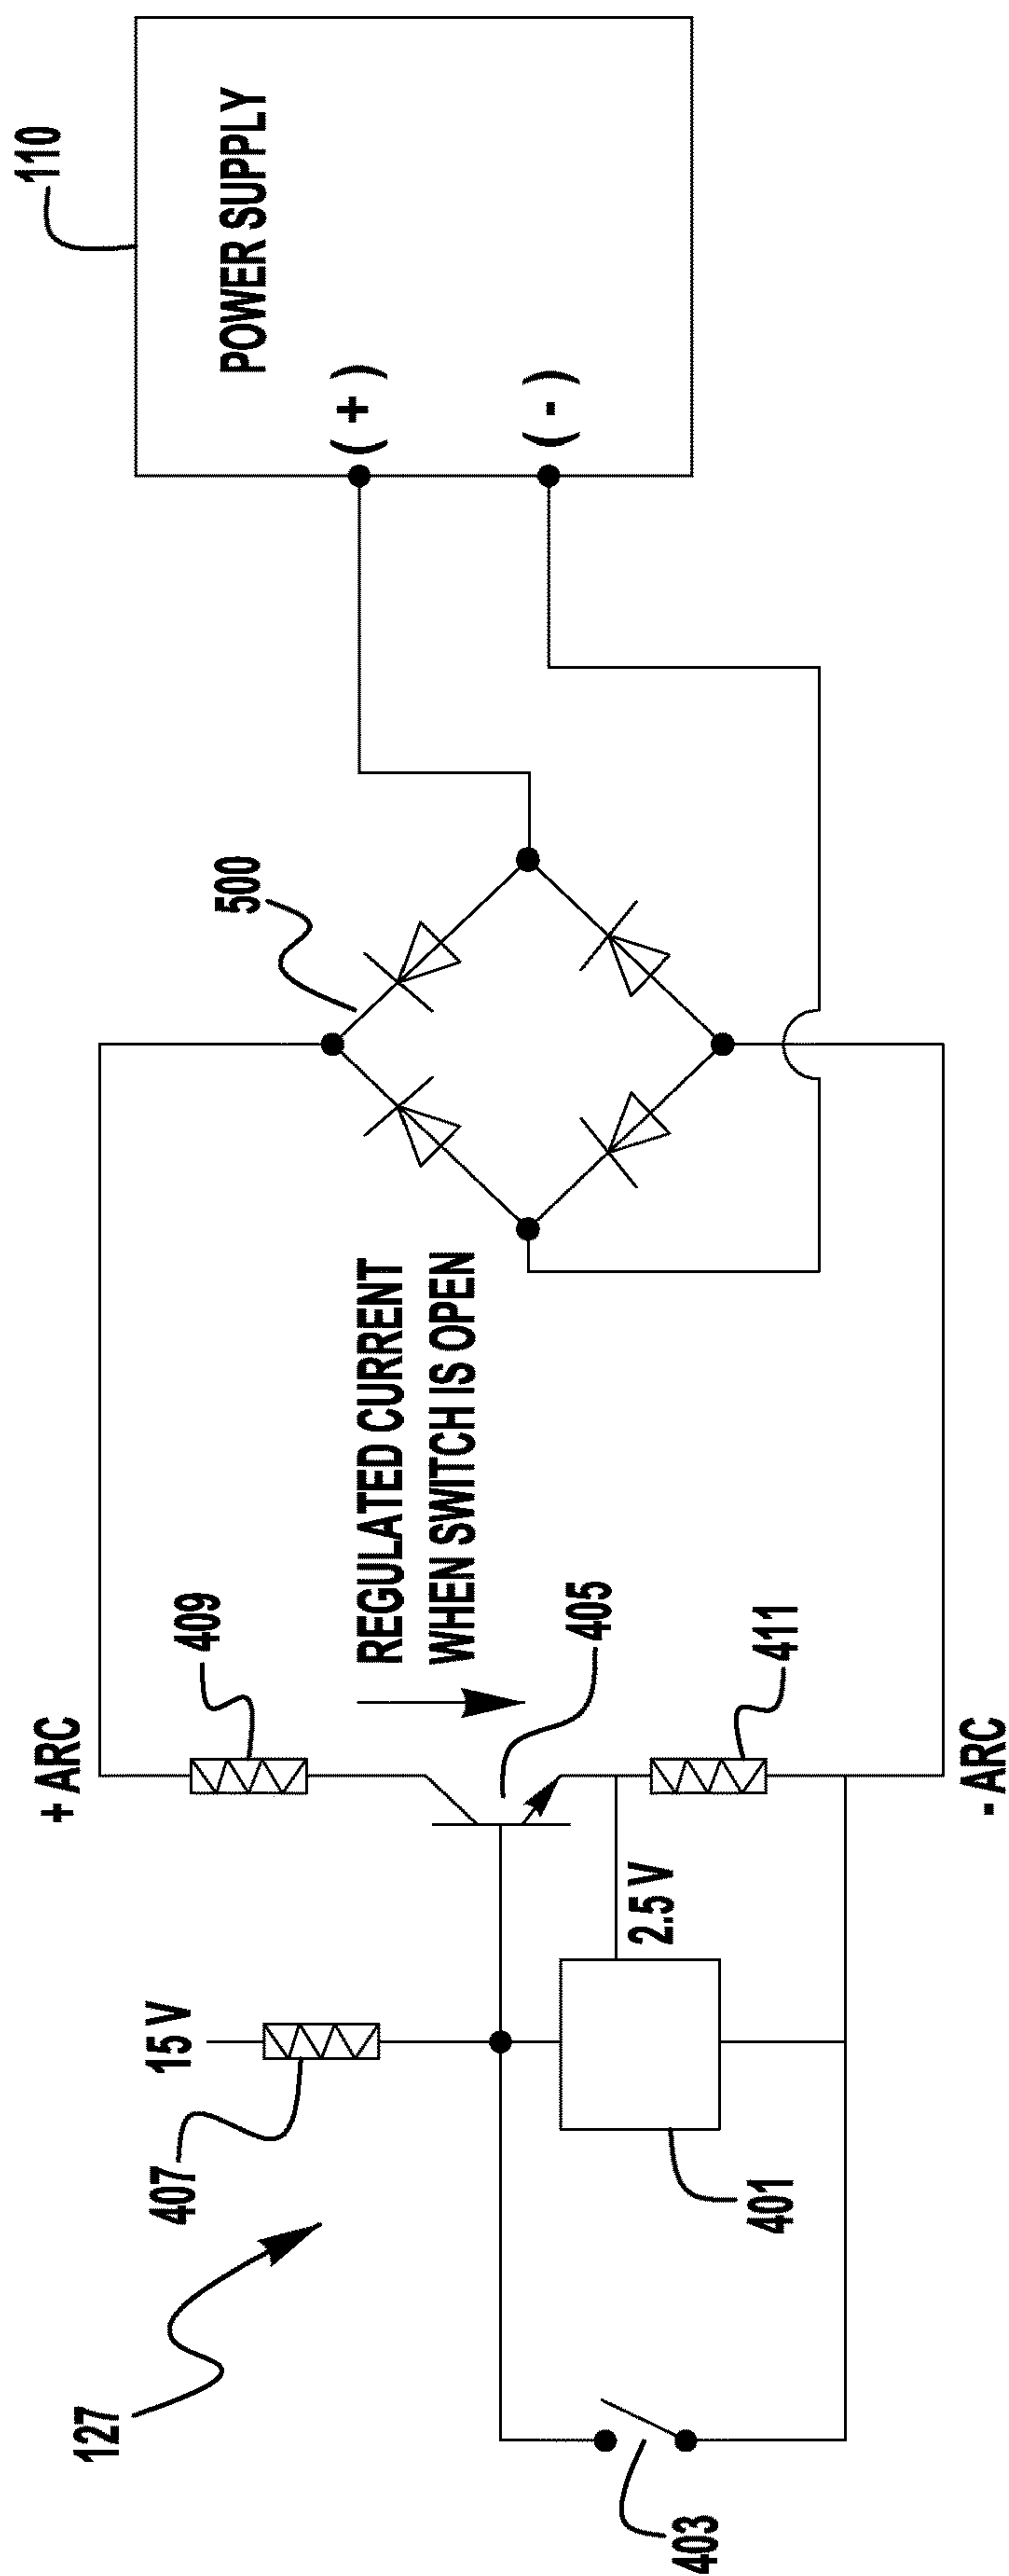 110
POWER SUPPLY
( + )
( - )
500
REGULATED CURRENT
WHEN SWITCH IS OPEN
409
405
411
+ ARC
- ARC
2.5 V
15 V
407
401
127
403